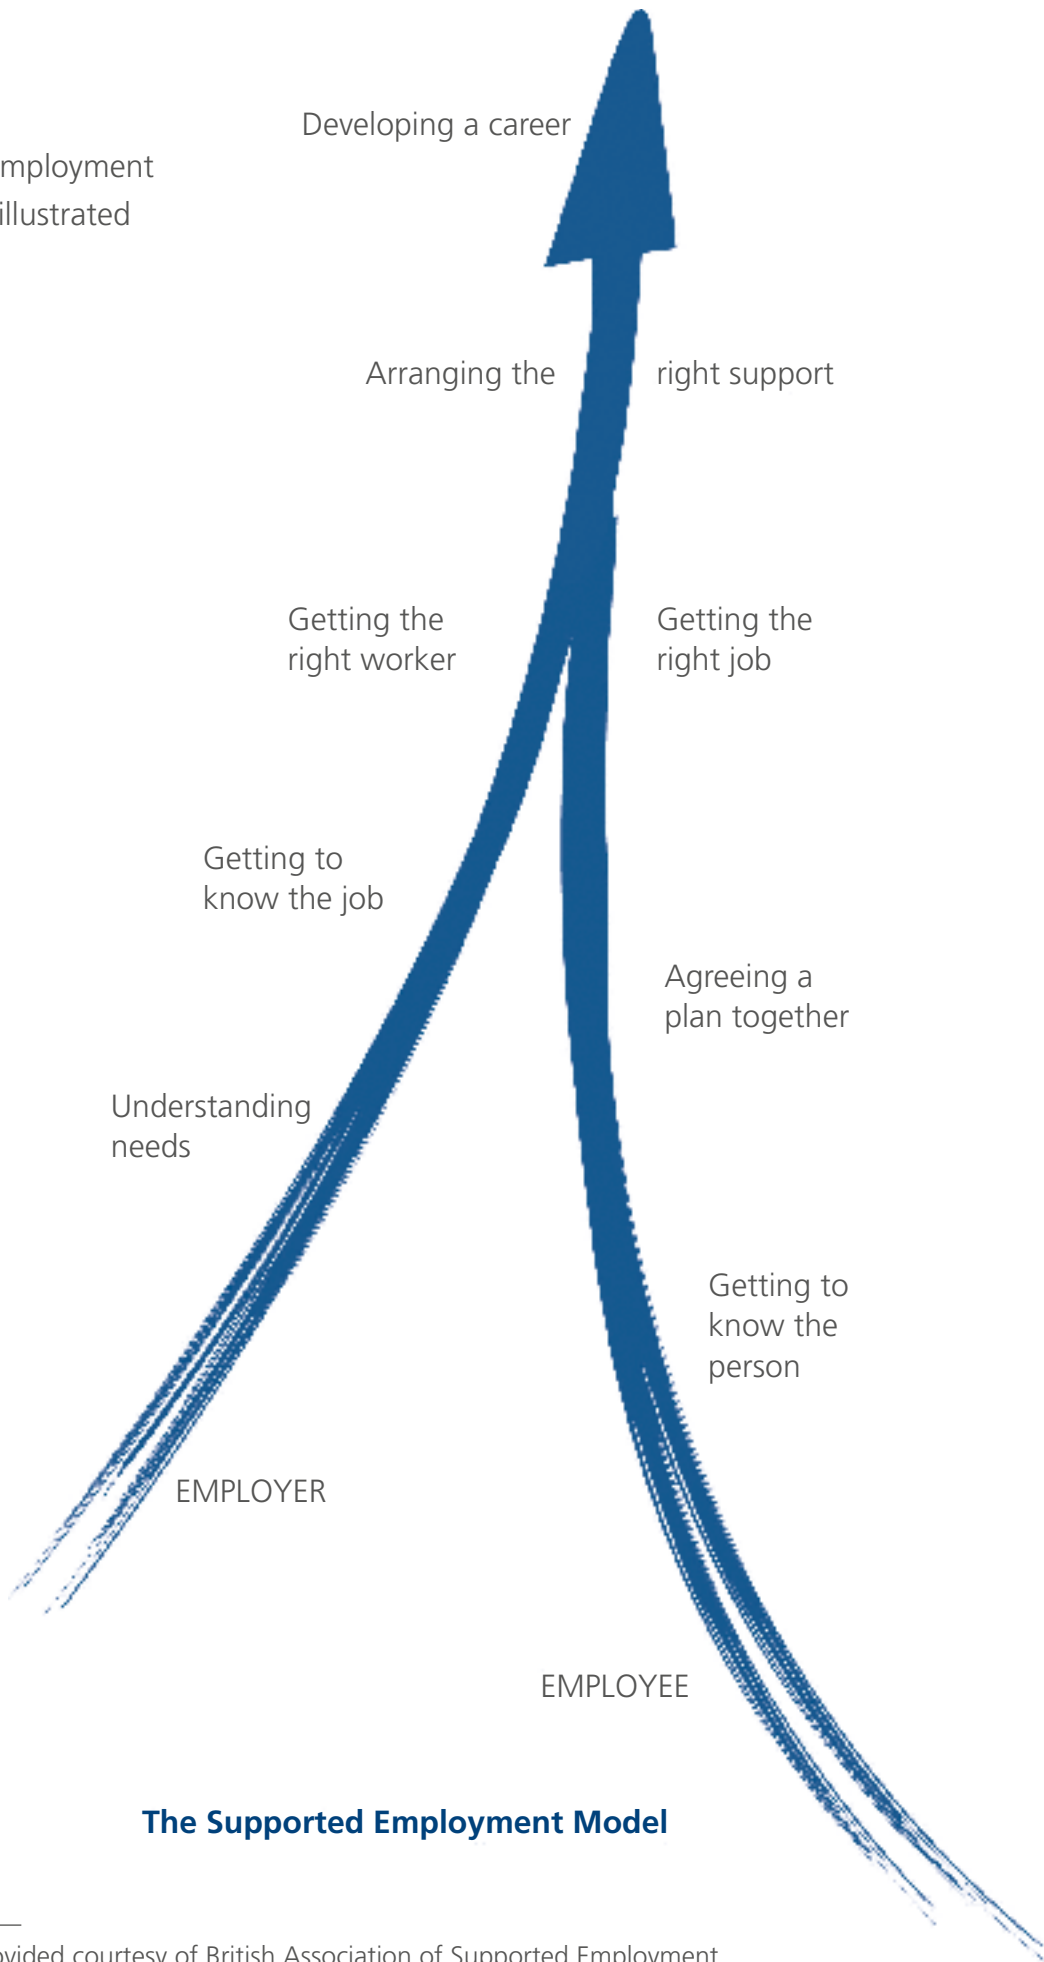 Developing a career
mployment
illustrated
Arranging the right support
Getting the
right worker
Getting the
right job
Getting to
know the job
Agreeing a
plan together
Understanding
needs
Getting to
know the
person
EMPLOYER
EMPLOYEE
The Supported Employment Model
ovided courtesy of British Association of Supported Employment